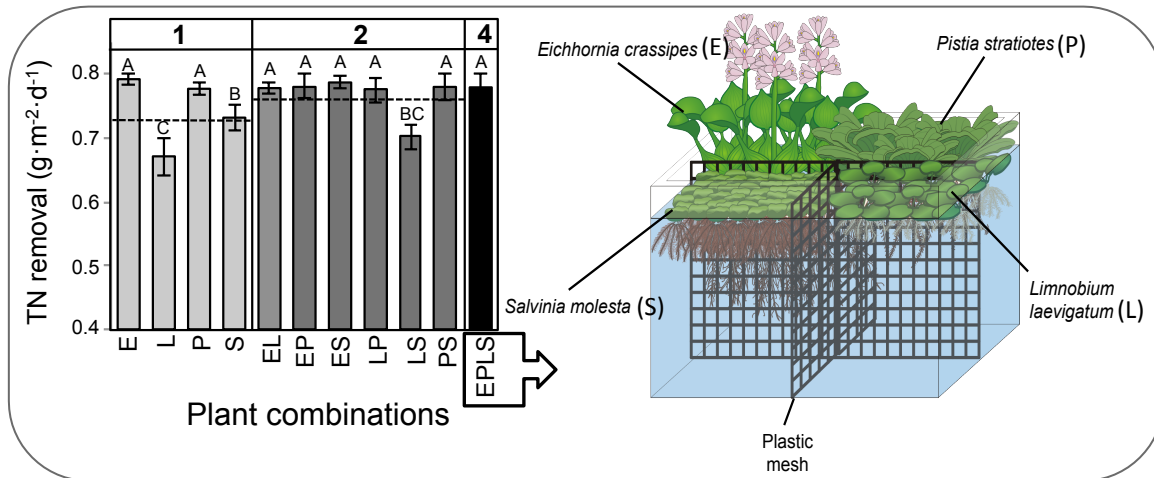 1 2 4
TN removal (g·m⁻²·d⁻¹)
0.8
0.7
0.6
0.5
0.4
A C A B A A A A BC A A
E L P S EL EP ES LP LS PS EPLS
Plant combinations
Eichhornia crassipes (E)
Pistia stratiotes (P)
Salvinia molesta (S)
Limnobium
laevigatum (L)
Plastic
mesh